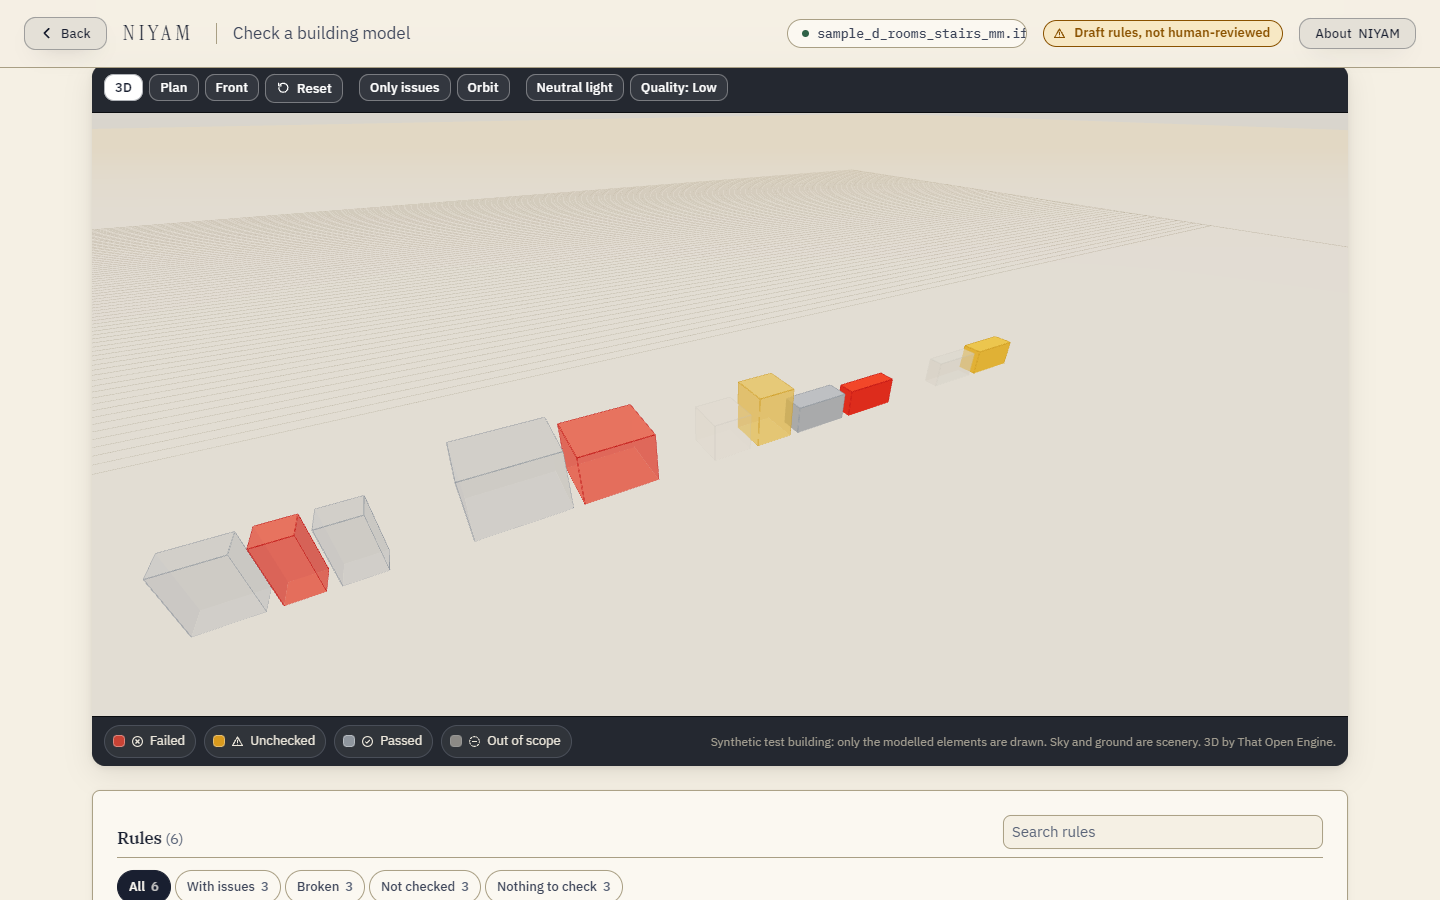 Back
NIYAM
Check a building model
sample_d_rooms_stairs_mm.if
Draft rules, not human-reviewed
About NIYAM
3D
Plan
Front
Reset
Only issues
Orbit
Neutral light
Quality: Low
Failed
Unchecked
Passed
Out of scope
Synthetic test building: only the modelled elements are drawn. Sky and ground are scenery. 3D by That Open Engine.
Rules (6)
Search rules
All 6
With issues 3
Broken 3
Not checked 3
Nothing to check 3